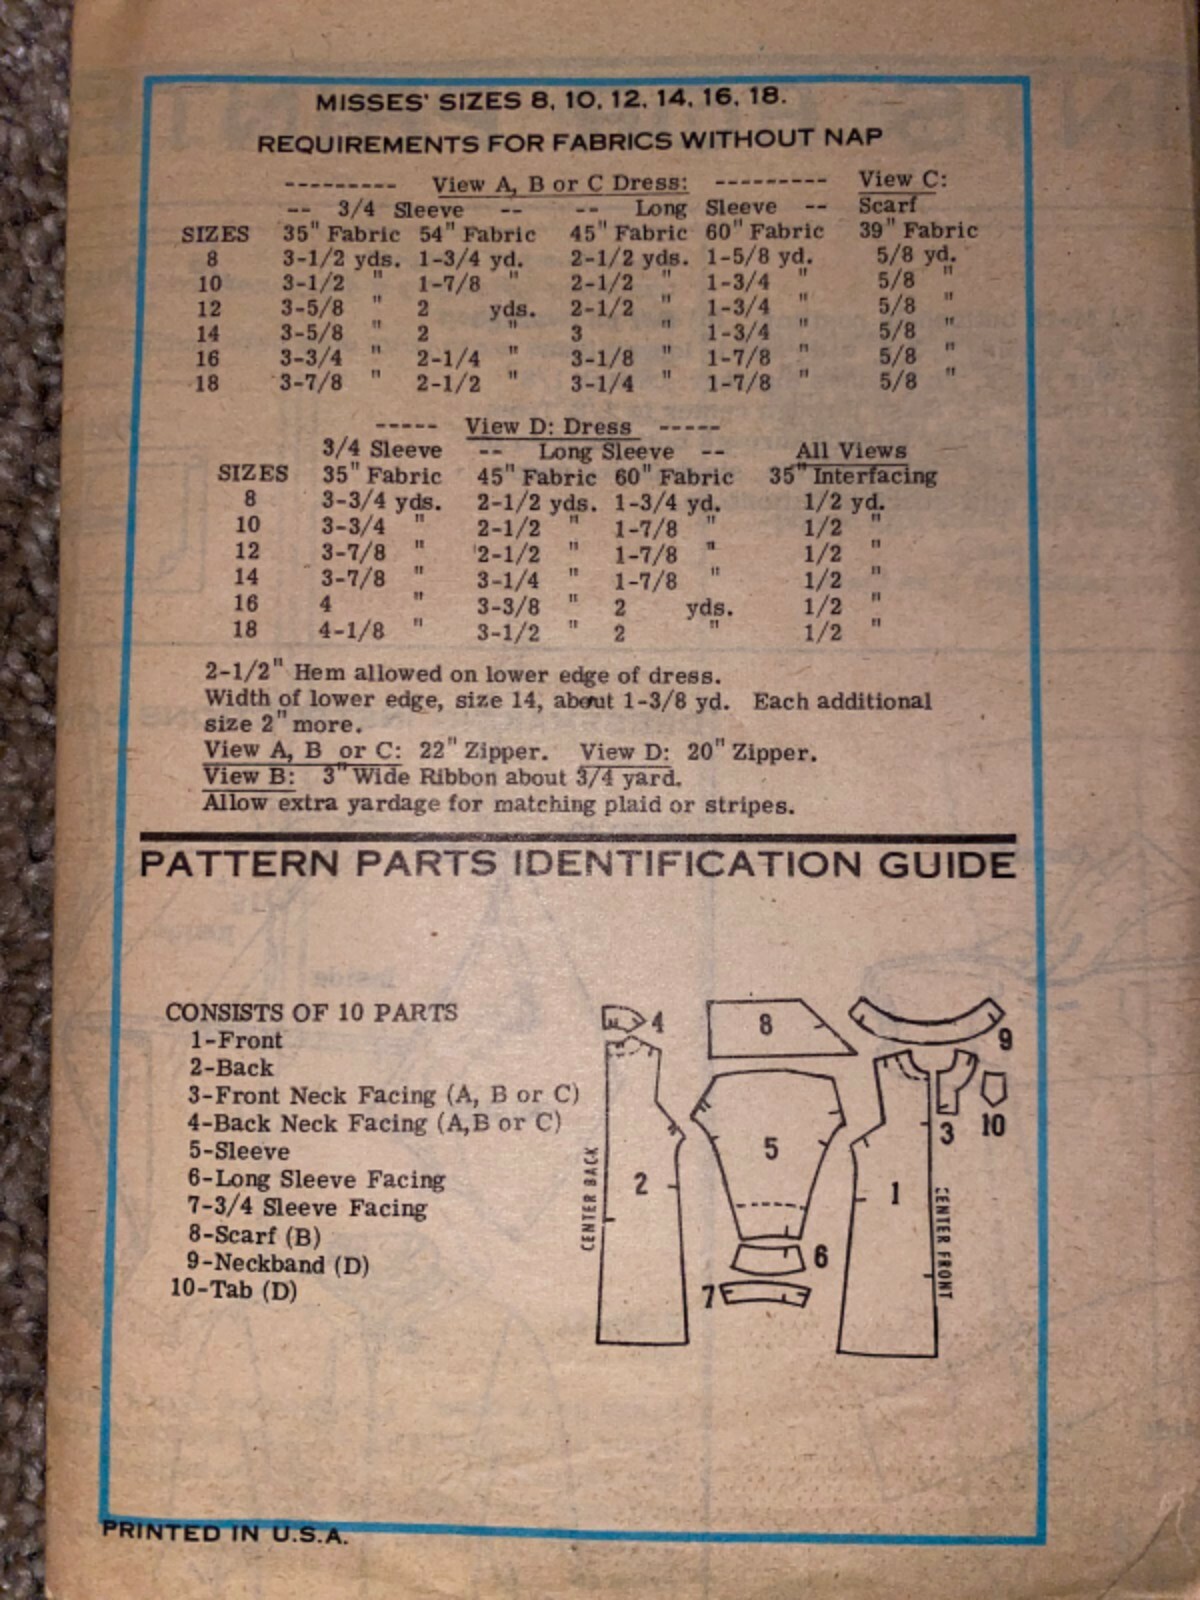 MISSES' SIZES 8, 10, 12, 14, 16, 18.
REQUIREMENTS FOR FABRICS WITHOUT NAP
--------- View A, B or C Dress: --------- View C:
-- 3/4 Sleeve -- -- Long Sleeve -- Scarf
SIZES 35" Fabric 54" Fabric 45" Fabric 60" Fabric 39" Fabric
8 3-1/2 yds. 1-3/4 yd. 2-1/2 yds. 1-5/8 yd. 5/8 yd.
10 3-1/2 " 1-7/8 " 2-1/2 " 1-3/4 " 5/8 "
12 3-5/8 " 2 yds. 2-1/2 " 1-3/4 " 5/8 "
14 3-5/8 " 2 " 3 " 1-3/4 " 5/8 "
16 3-3/4 " 2-1/4 " 3-1/8 " 1-7/8 " 5/8 "
18 3-7/8 " 2-1/2 " 3-1/4 " 1-7/8 " 5/8 "
----- View D: Dress -----
3/4 Sleeve -- Long Sleeve -- All Views
SIZES 35" Fabric 45" Fabric 60" Fabric 35" Interfacing
8 3-3/4 yds. 2-1/2 yds. 1-3/4 yd. 1/2 yd.
10 3-3/4 " 2-1/2 " 1-7/8 " 1/2 "
12 3-7/8 " 2-1/2 " 1-7/8 " 1/2 "
14 3-7/8 " 3-1/4 " 1-7/8 " 1/2 "
16 4 " 3-3/8 " 2 yds. 1/2 "
18 4-1/8 " 3-1/2 " 2 " 1/2 "
2-1/2" Hem allowed on lower edge of dress.
Width of lower edge, size 14, about 1-3/8 yd. Each additional
size 2" more.
View A, B or C: 22" Zipper. View D: 20" Zipper.
View B: 3" Wide Ribbon about 3/4 yard.
Allow extra yardage for matching plaid or stripes.
PATTERN PARTS IDENTIFICATION GUIDE
CONSISTS OF 10 PARTS
1-Front
2-Back
3-Front Neck Facing (A, B or C)
4-Back Neck Facing (A,B or C)
5-Sleeve
6-Long Sleeve Facing
7-3/4 Sleeve Facing
8-Scarf (B)
9-Neckband (D)
10-Tab (D)
4
8
9
3
10
5
2
1
CENTER BACK
CENTER FRONT
6
7
PRINTED IN U.S.A.